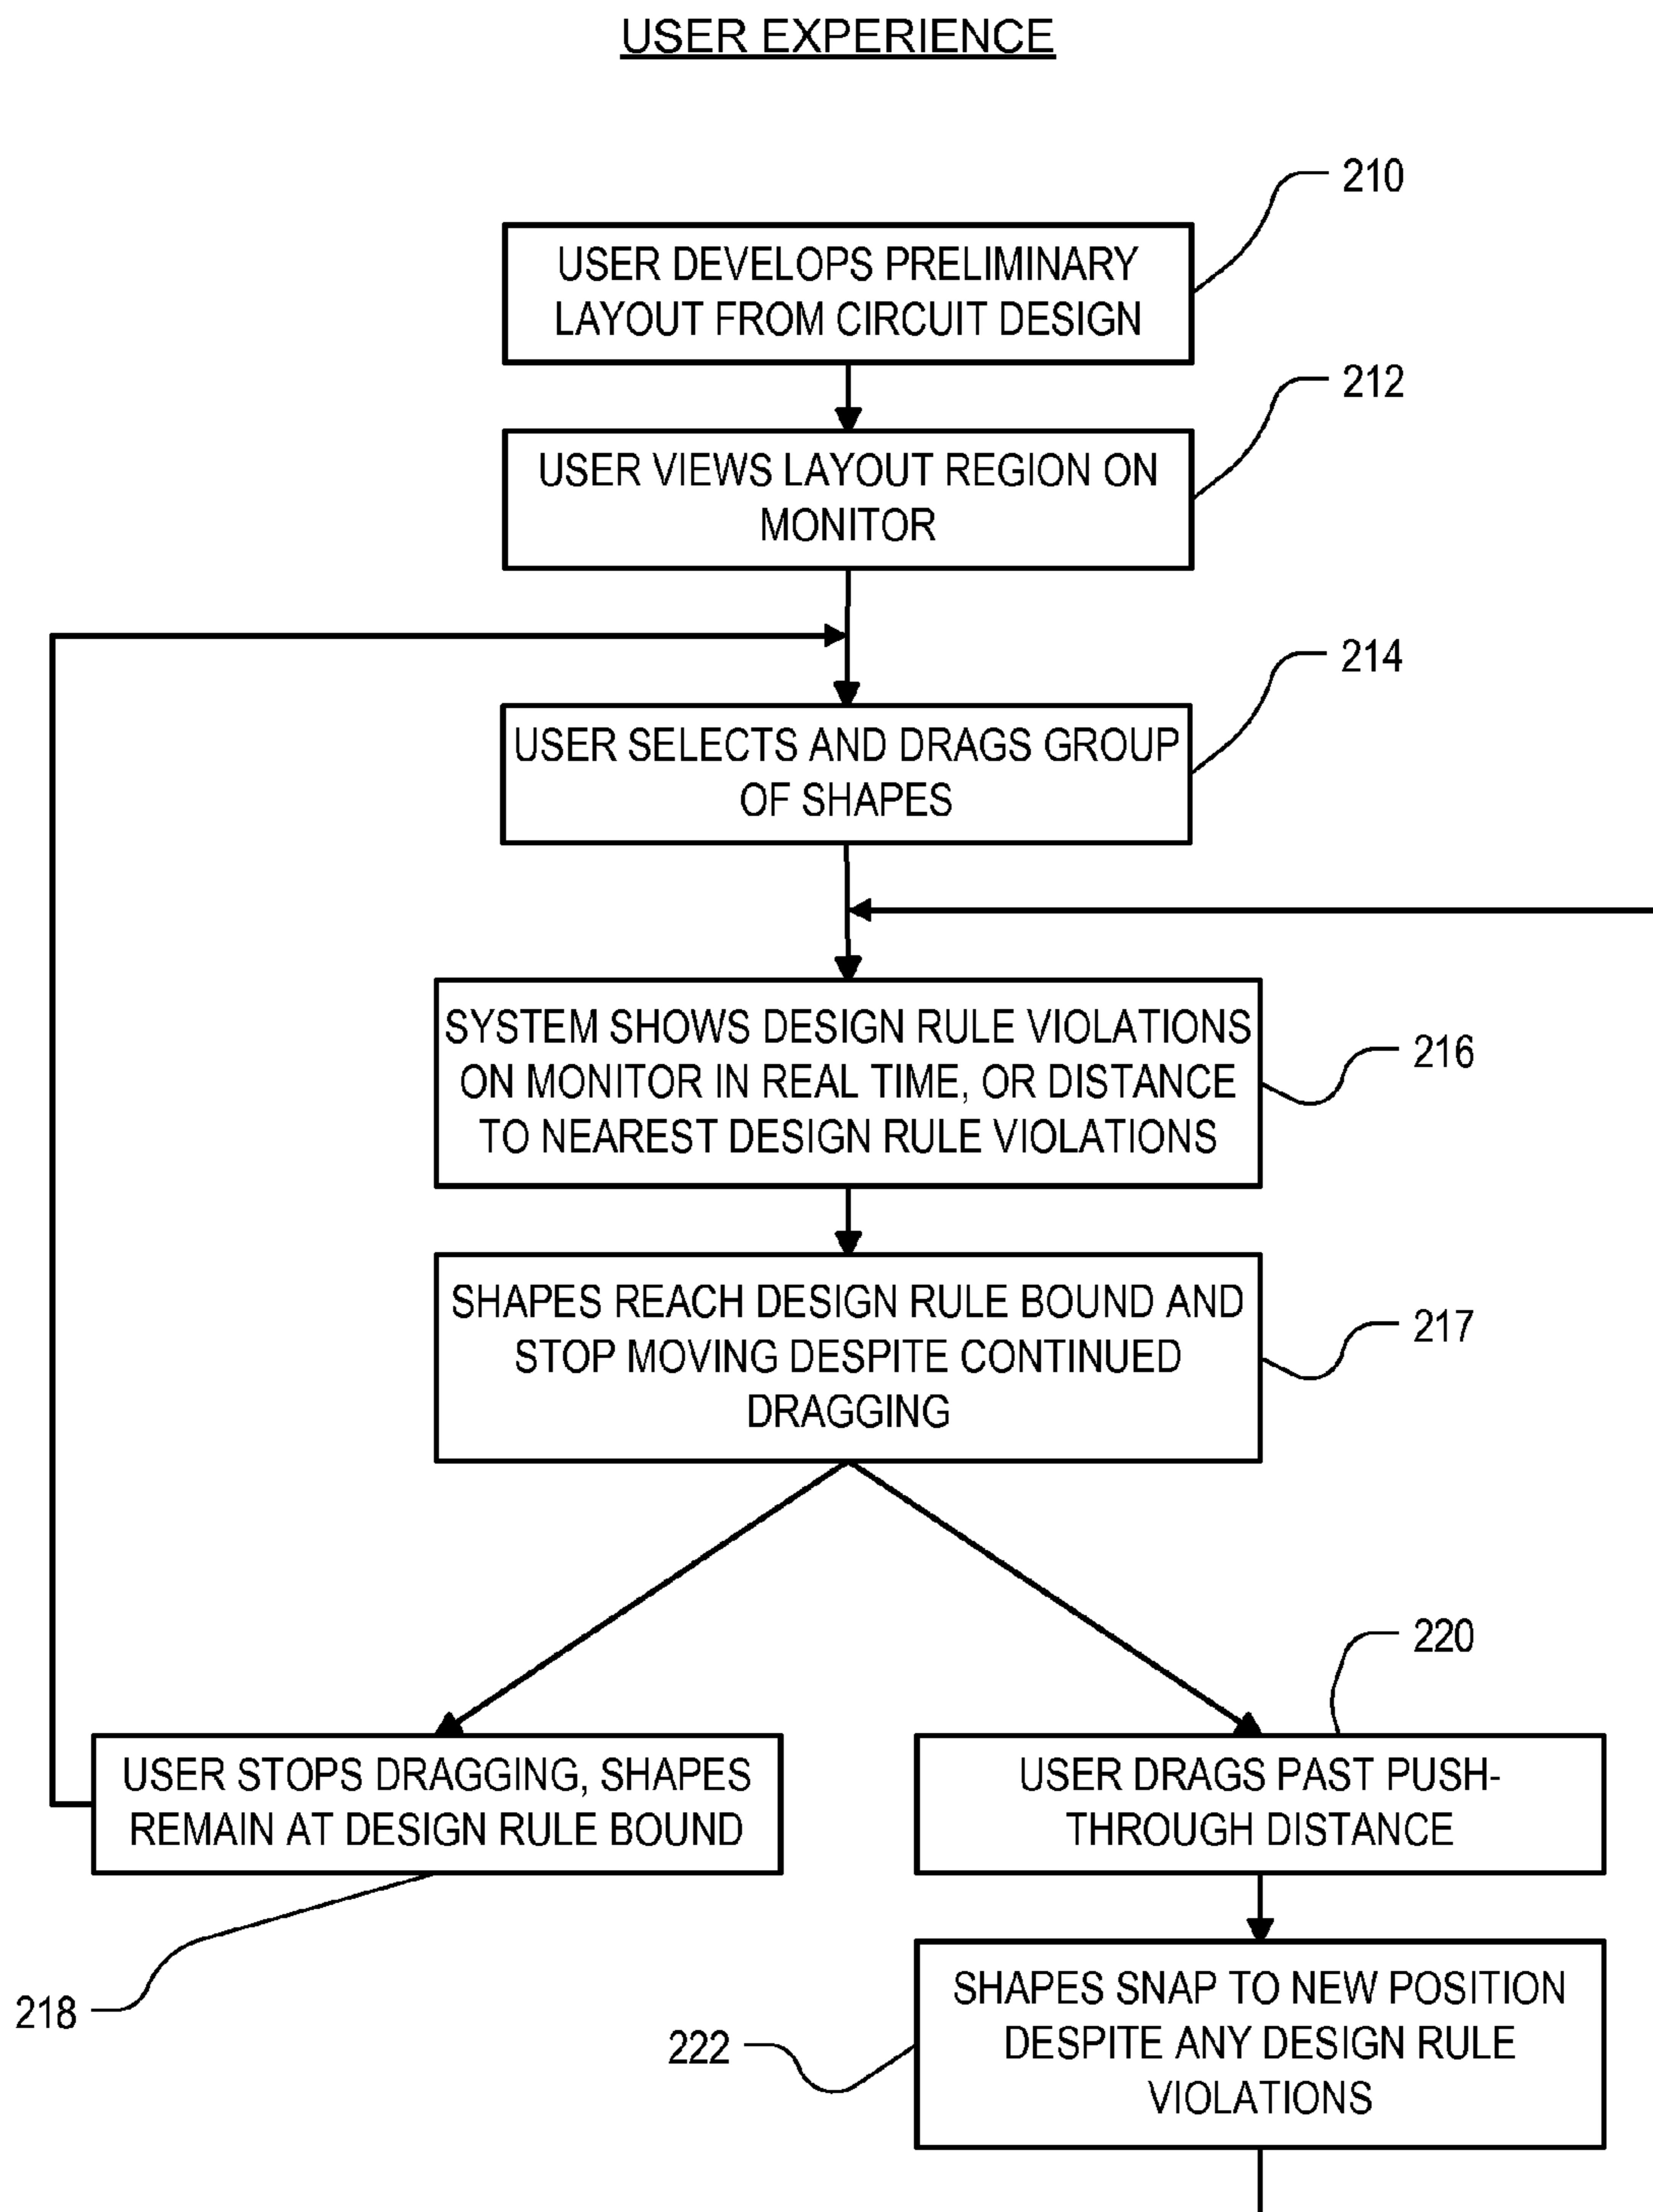 USER EXPERIENCE
210
USER DEVELOPS PRELIMINARY
LAYOUT FROM CIRCUIT DESIGN
212
USER VIEWS LAYOUT REGION ON
MONITOR
214
USER SELECTS AND DRAGS GROUP
OF SHAPES
SYSTEM SHOWS DESIGN RULE VIOLATIONS
ON MONITOR IN REAL TIME, OR DISTANCE
TO NEAREST DESIGN RULE VIOLATIONS
216
SHAPES REACH DESIGN RULE BOUND AND
STOP MOVING DESPITE CONTINUED
DRAGGING
217
220
USER STOPS DRAGGING, SHAPES
REMAIN AT DESIGN RULE BOUND
218
USER DRAGS PAST PUSH-
THROUGH DISTANCE
SHAPES SNAP TO NEW POSITION
DESPITE ANY DESIGN RULE
VIOLATIONS
222